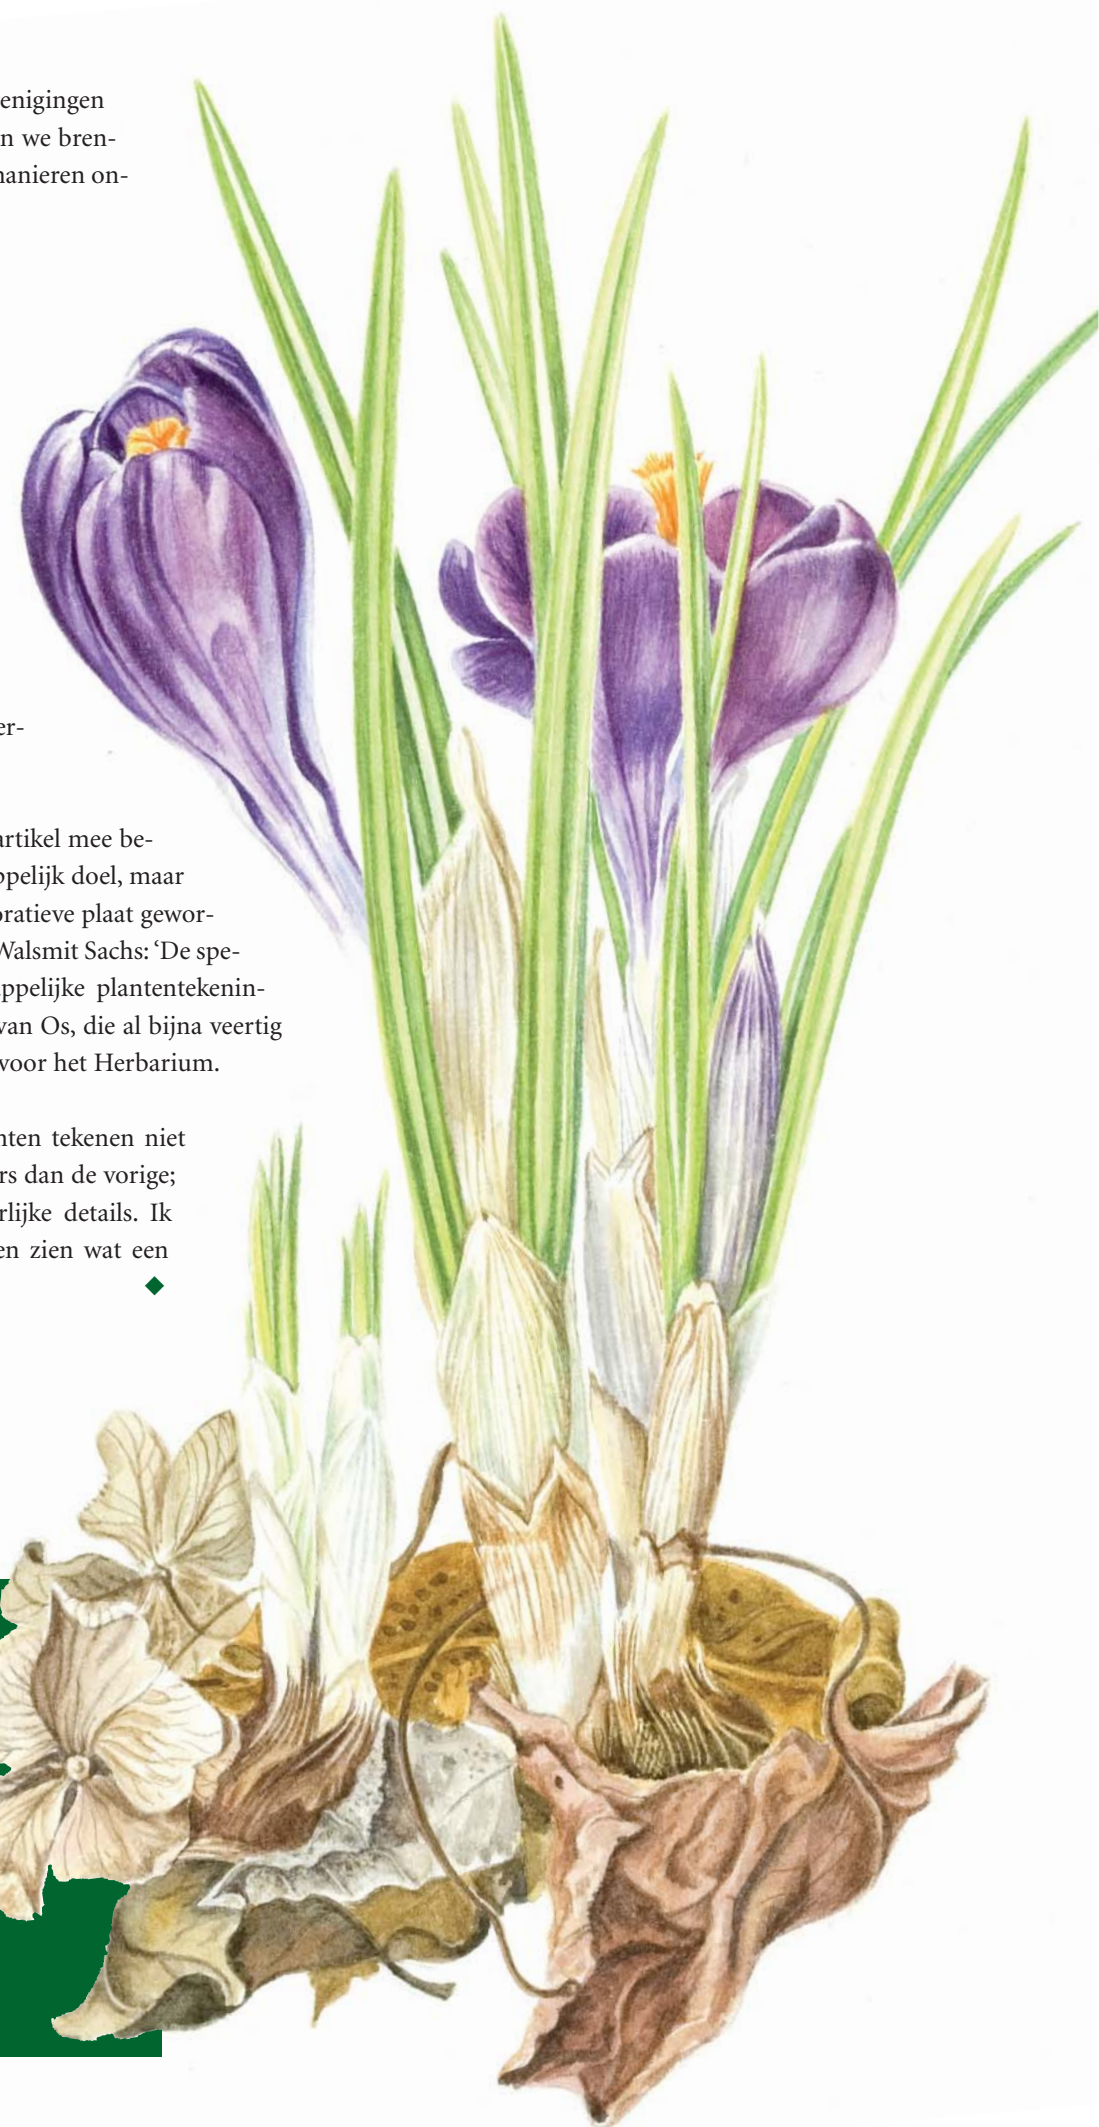 enigingen
n we bren-
nanieren on-
er-
artikel mee be-
ppelijk doel, maar
oratieve plaat gewor-
Walsmit Sachs: ‘De spe-
ppelijke plantentekenin-
van Os, die al bijna veertig
voor het Herbarium.
nten tekenen niet
rs dan de vorige;
rlijke details. Ik
en zien wat een